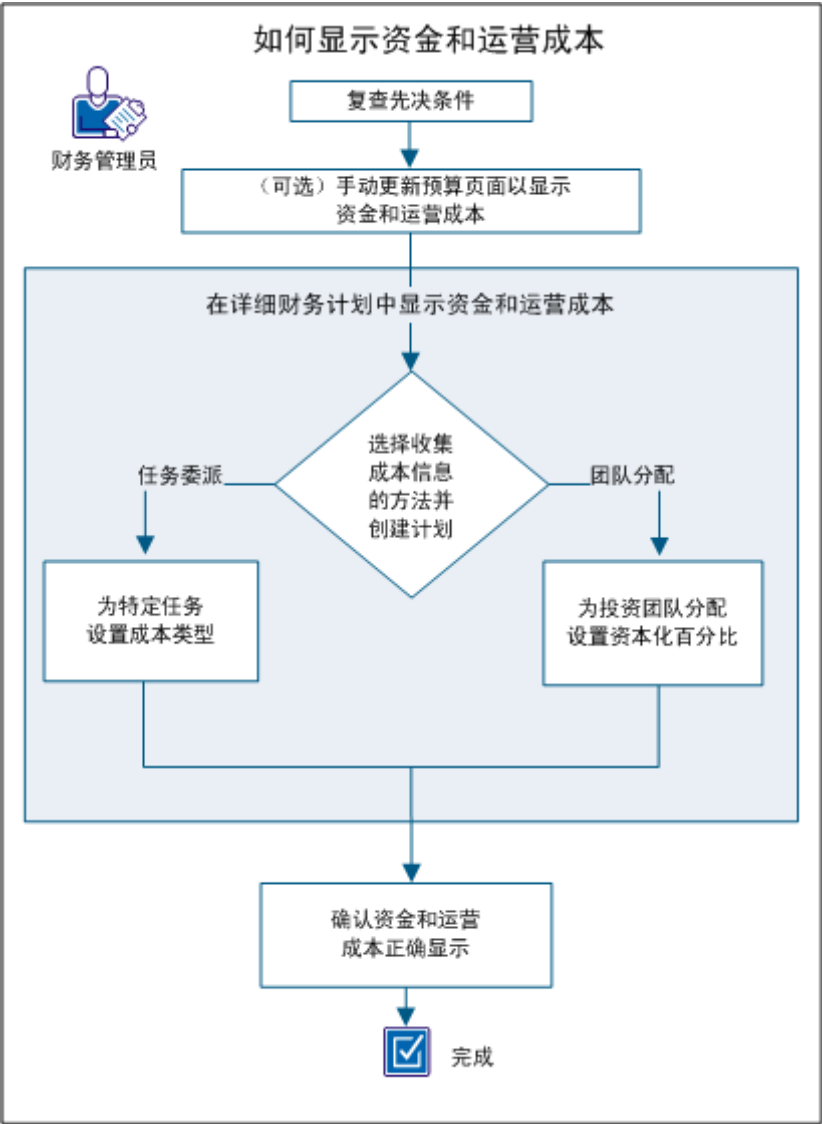 如何显示资金和运营成本
财务管理员
复查先决条件
（可选）手动更新预算页面以显示
资金和运营成本
在详细财务计划中显示资金和运营成本
选择收集
成本信息
的方法并
创建计划
任务委派
团队分配
为特定任务
设置成本类型
为投资团队分配
设置资本化百分比
确认资金和运营
成本正确显示
完成